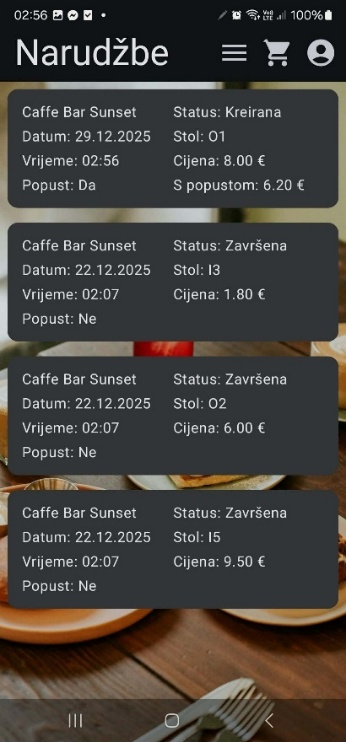 02:56
100%
Narudžbe
Caffe Bar Sunset
Datum: 29.12.2025
Vrijeme: 02:56
Popust: Da
Status: Kreirana
Stol: O1
Cijena: 8.00 €
S popustom: 6.20 €
Caffe Bar Sunset
Datum: 22.12.2025
Vrijeme: 02:07
Popust: Ne
Status: Završena
Stol: I3
Cijena: 1.80 €
Caffe Bar Sunset
Datum: 22.12.2025
Vrijeme: 02:07
Popust: Ne
Status: Završena
Stol: O2
Cijena: 6.00 €
Caffe Bar Sunset
Datum: 22.12.2025
Vrijeme: 02:07
Popust: Ne
Status: Završena
Stol: I5
Cijena: 9.50 €